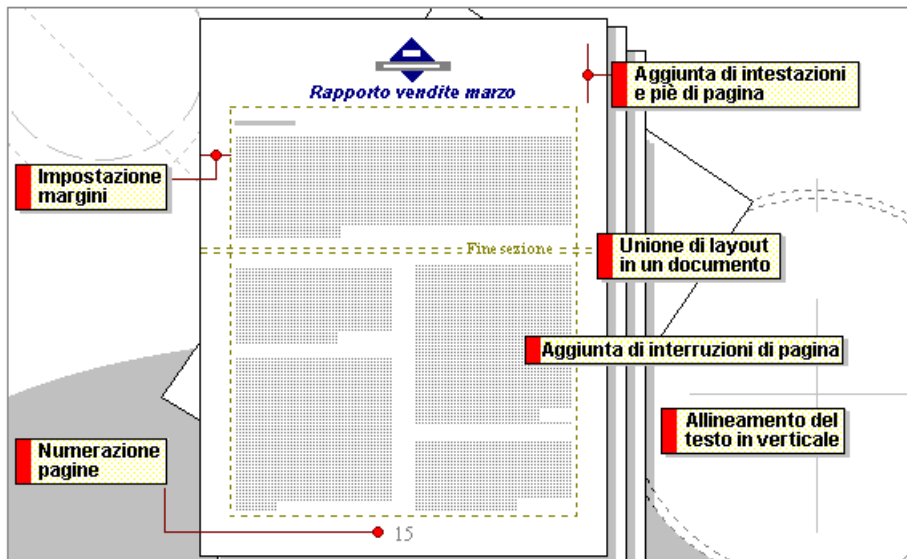 Rapporto vendite marzo
Aggiunta di intestazioni
e piè di pagina
Impostazione
margini
Fine sezione
Unione di layout
in un documento
Aggiunta di interruzioni di pagina
Allineamento del
testo in verticale
Numerazione
pagine
15